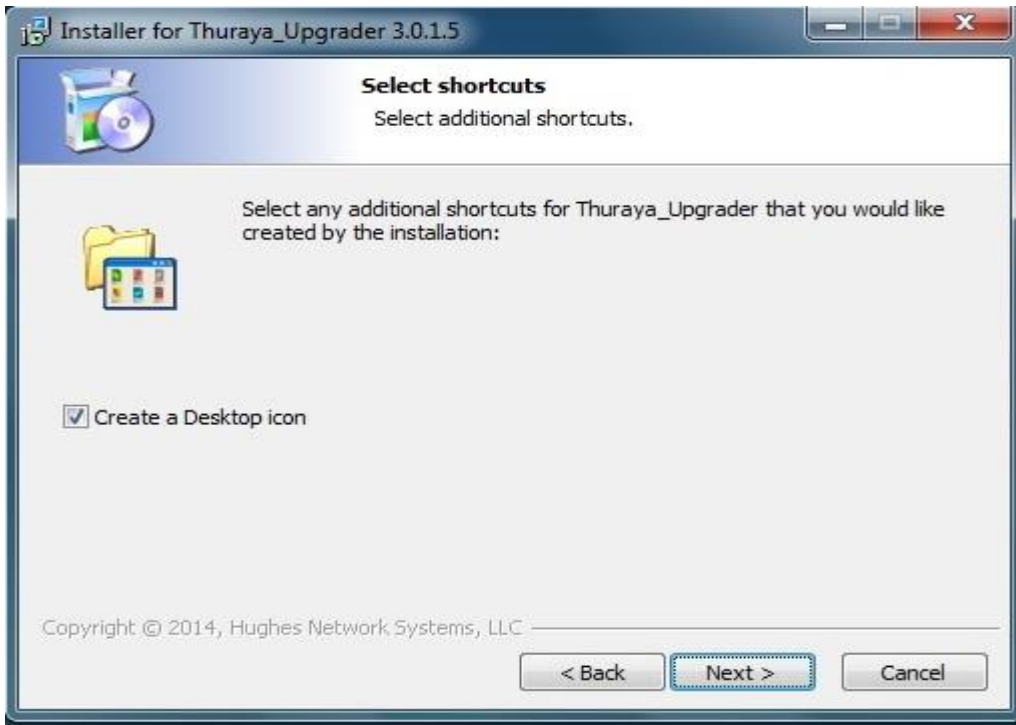 Installer for Thuraya_Upgrader 3.0.1.5
Select shortcuts
Select additional shortcuts.
Select any additional shortcuts for Thuraya_Upgrader that you would like
created by the installation:
Create a Desktop icon
Copyright © 2014, Hughes Network Systems, LLC
< Back
Next >
Cancel